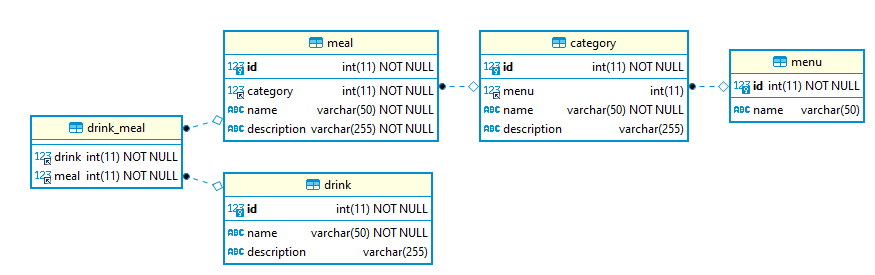 meal
123 id int(11) NOT NULL
123 category int(11) NOT NULL
ABC name varchar(50) NOT NULL
ABC description varchar(255) NOT NULL
category
123 id int(11) NOT NULL
123 menu int(11)
ABC name varchar(50) NOT NULL
ABC description varchar(255)
menu
123 id int(11) NOT NULL
ABC name varchar(50)
drink_meal
123 drink int(11) NOT NULL
123 meal int(11) NOT NULL
drink
123 id int(11) NOT NULL
ABC name varchar(50) NOT NULL
ABC description varchar(255)